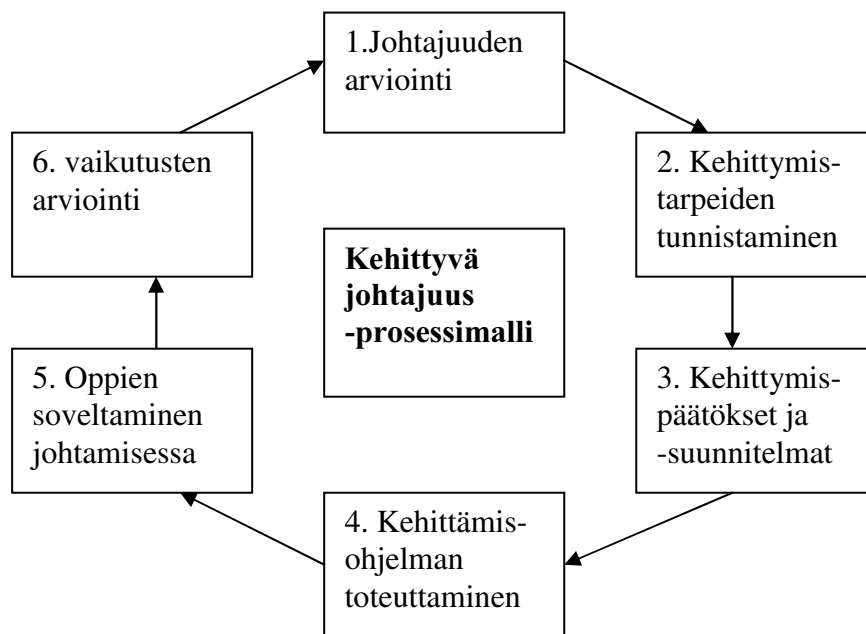 1.Johtajuuden
arviointi
2. Kehittymis-
tarpeiden
tunnistaminen
3. Kehittymis-
päätökset ja
-suunnitelmat
4. Kehittämis-
ohjelman
toteuttaminen
5. Oppien
soveltaminen
johtamisessa
6. vaikutusten
arviointi
Kehittyvä
johtajuus
-prosessimalli